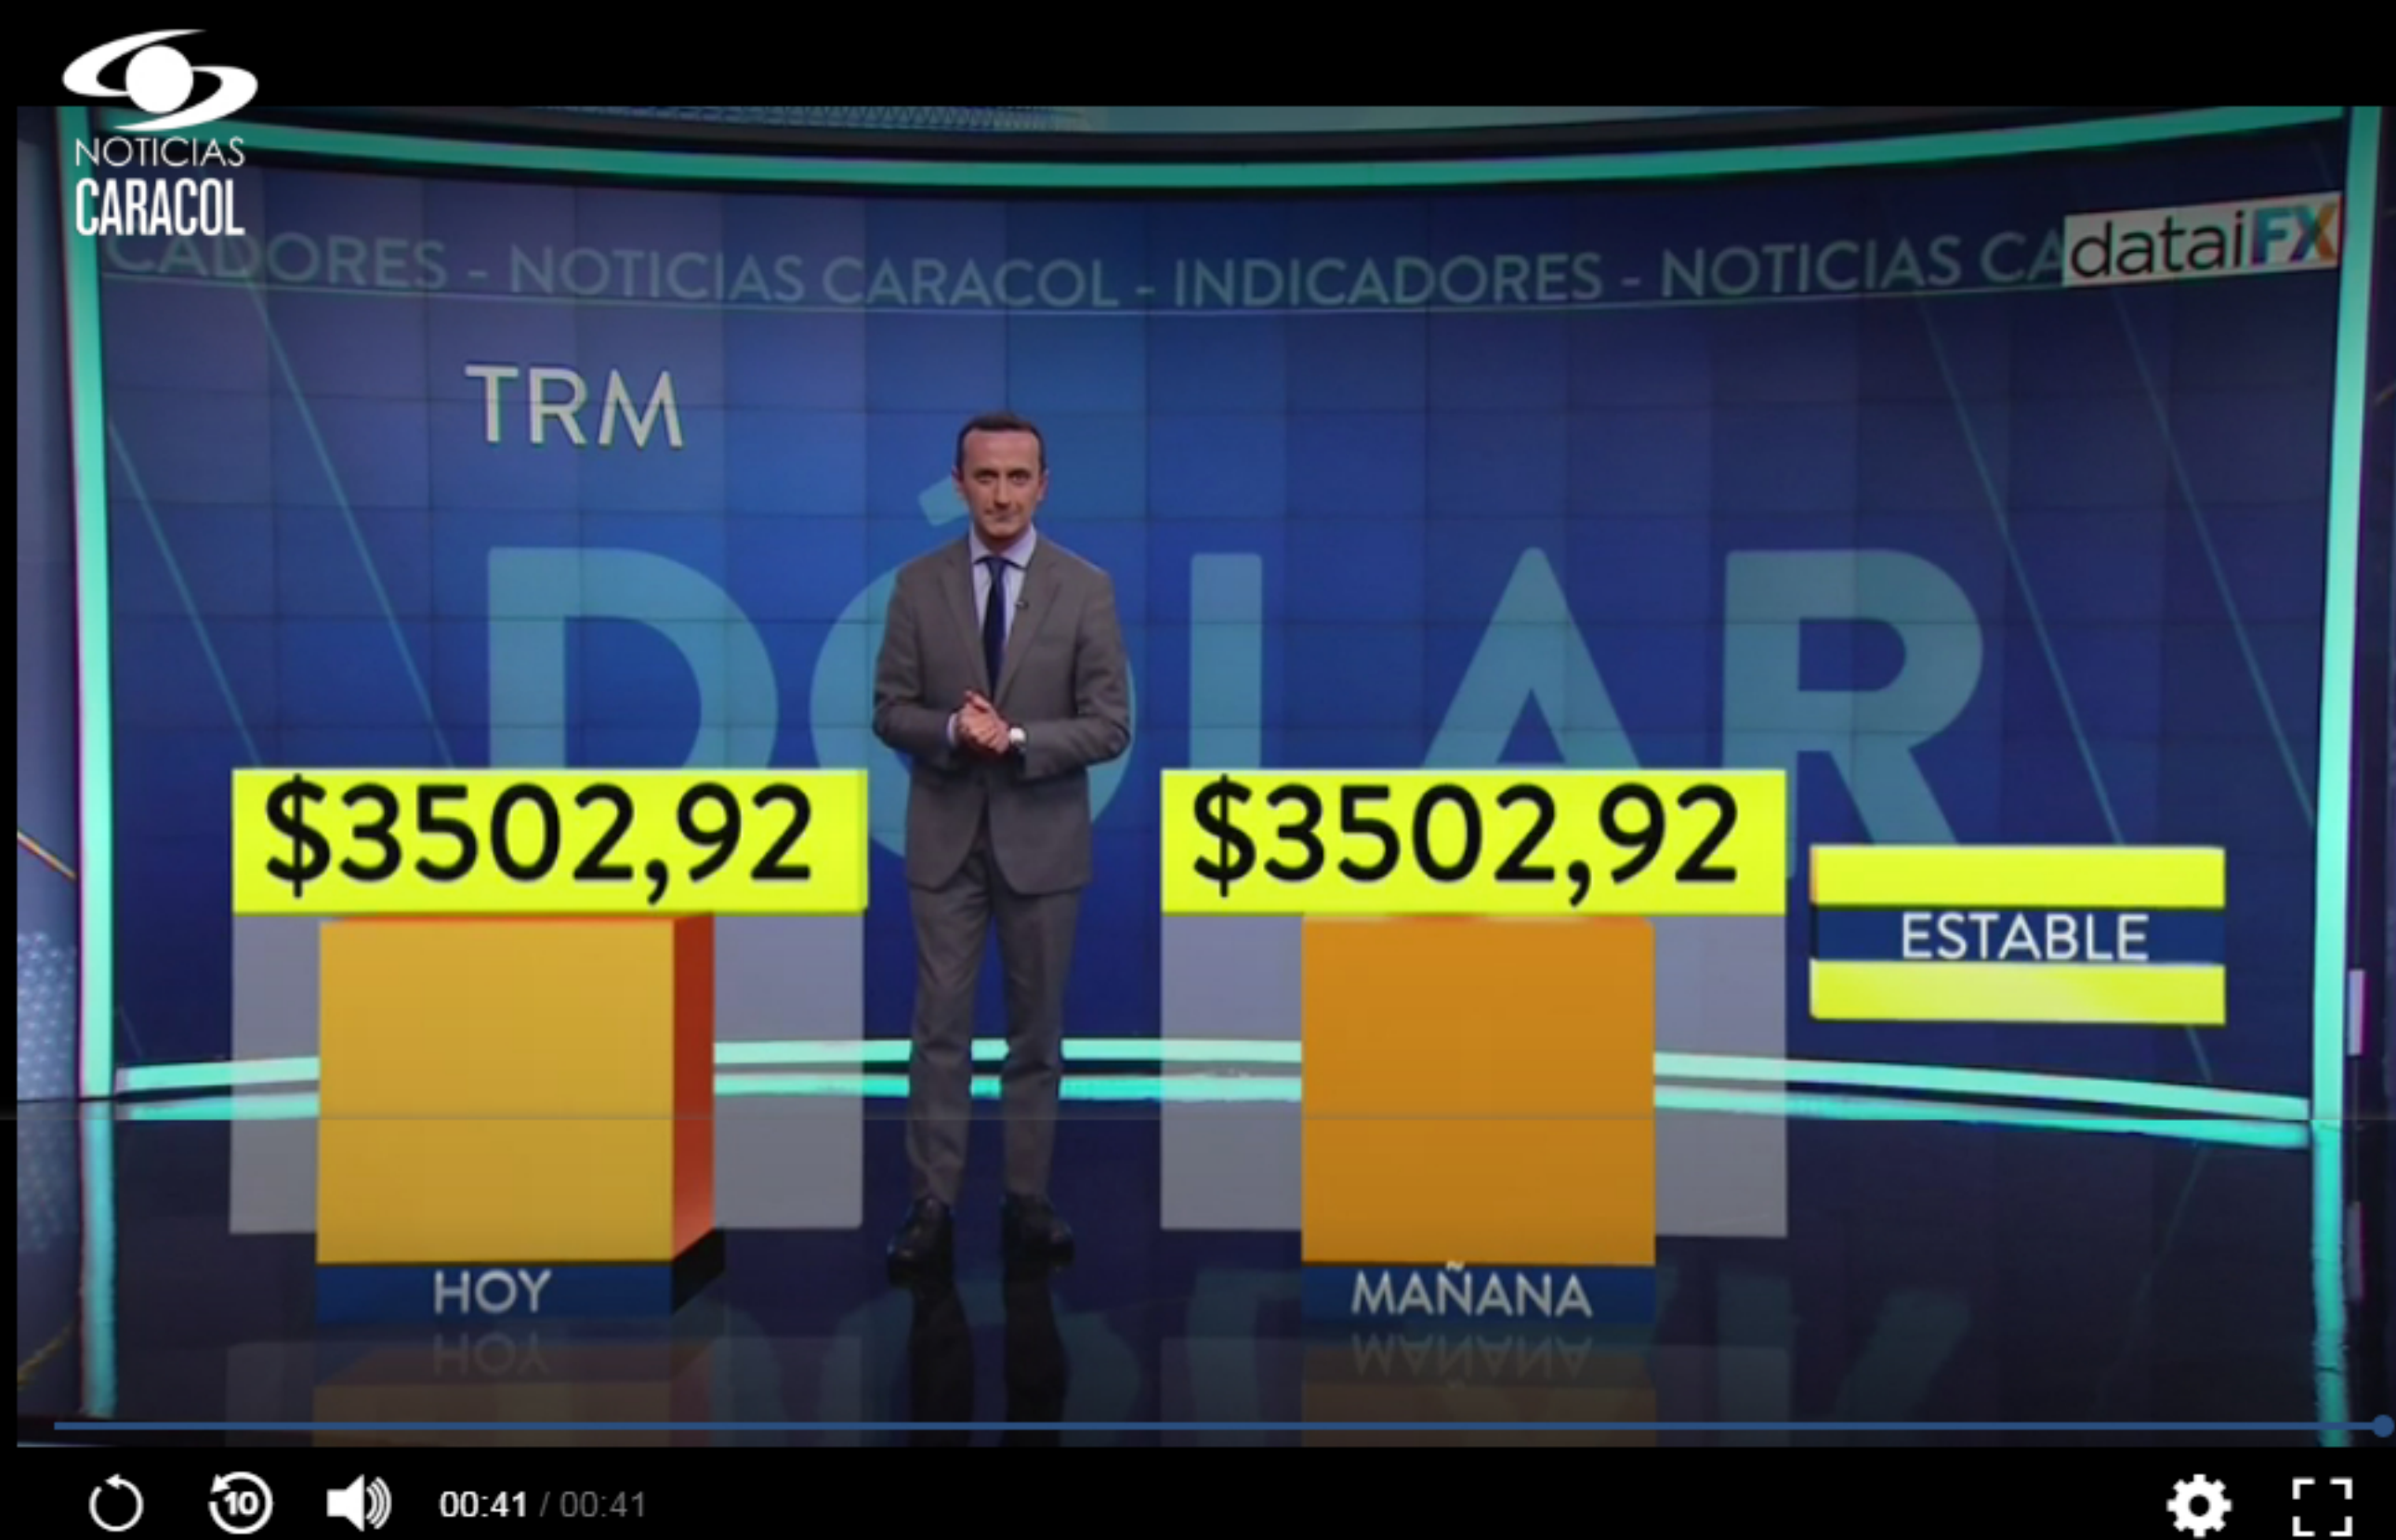 NOTICIAS
CARACOL
CADORES - NOTICIAS CARACOL - INDICADORES - NOTICIAS CA
dataiFX
TRM
DÓLAR
$3502,92
$3502,92
ESTABLE
HOY
MAÑANA
10
00:41 / 00:41